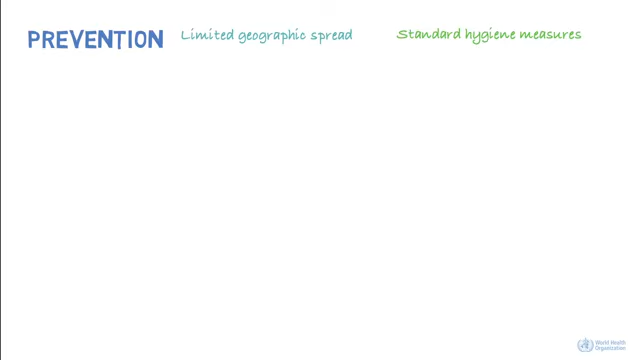 PREVENTION Limited geographic spread Standard hygiene measures
World Health
Organization